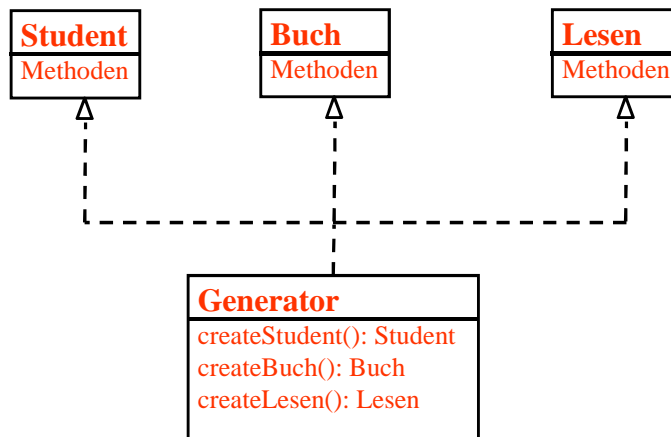 Student
Methoden
Buch
Methoden
Lesen
Methoden
Generator
createStudent(): Student
createBuch(): Buch
createLesen(): Lesen